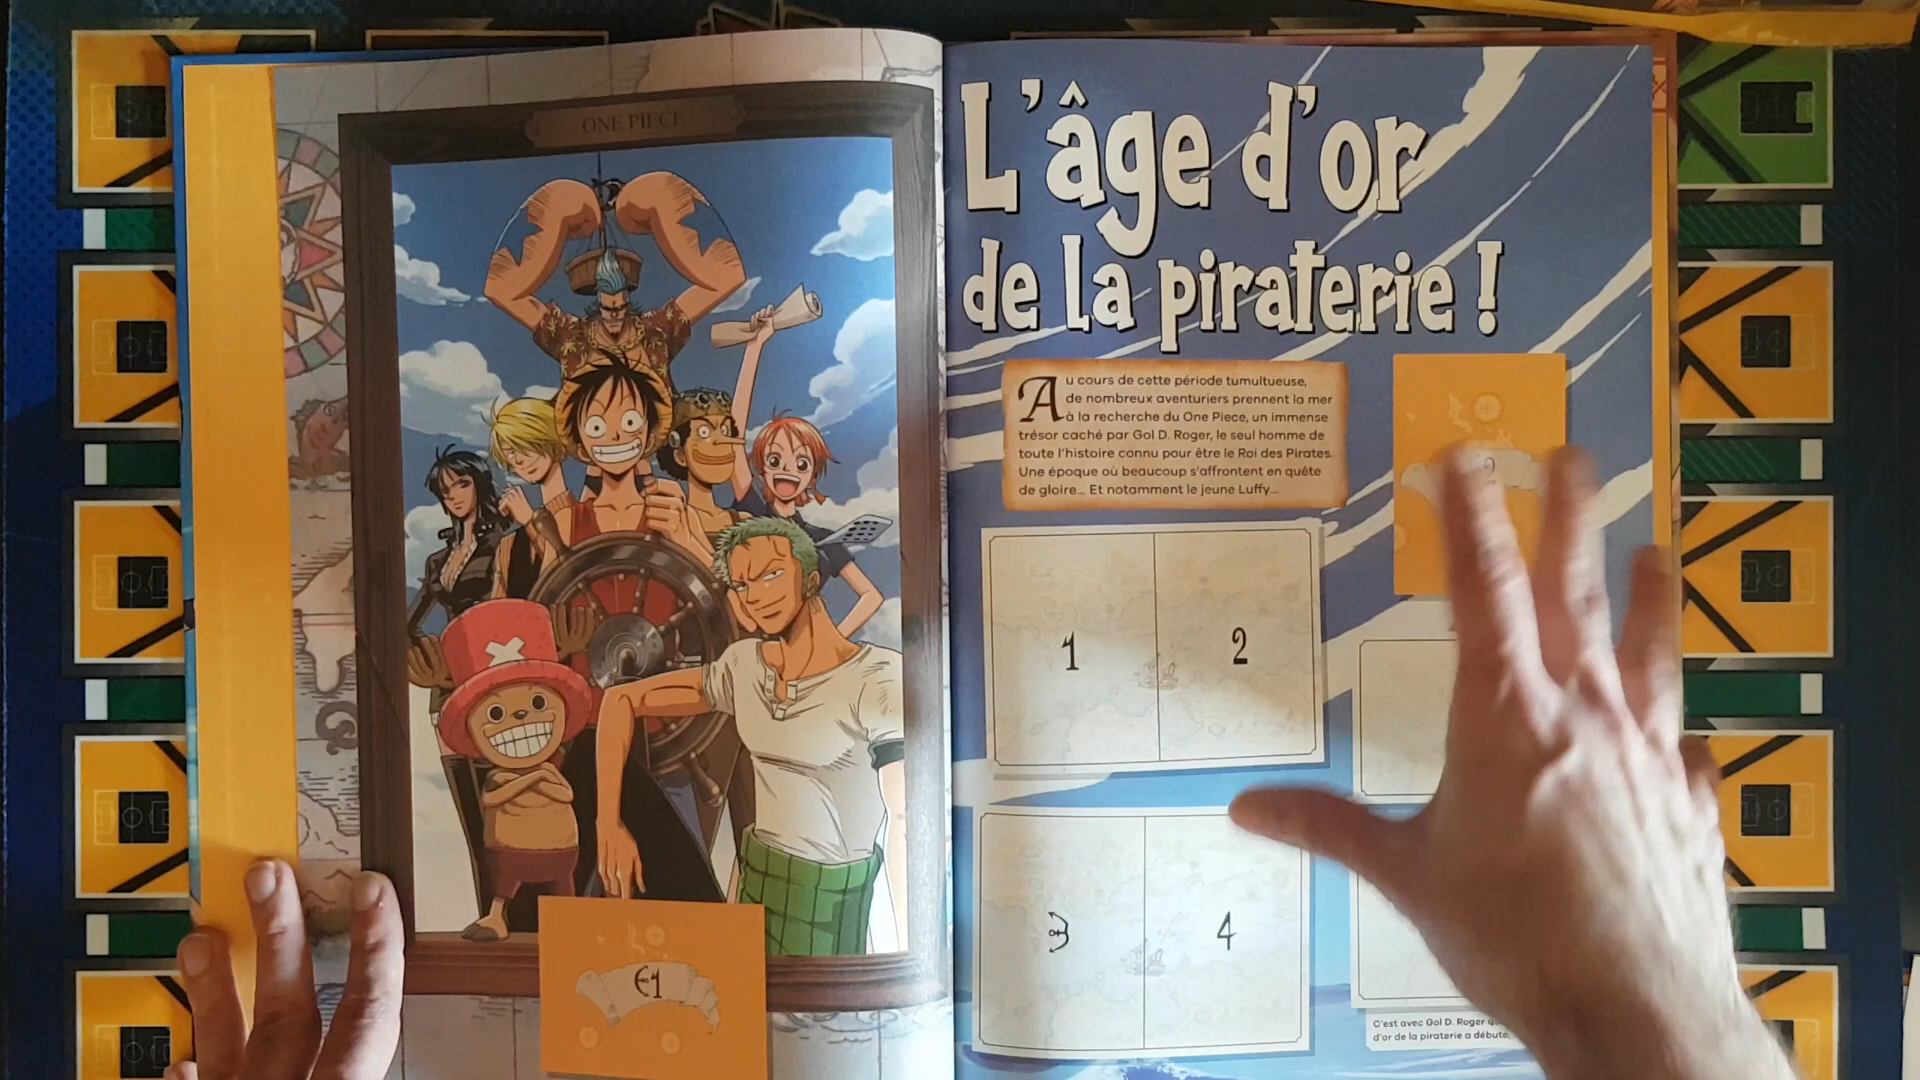 ONE PIECE
L'âge d'or
de la piraterie !
Au cours de cette période tumultueuse,
de nombreux aventuriers prennent la mer
à la recherche du One Piece, un immense
trésor caché par Gol D. Roger, le seul homme de
toute l'histoire connu pour être le Roi des Pirates.
Une époque où beaucoup s'affrontent en quête
de gloire... Et notamment le jeune Luffy...
2
1
2
3
4
€1
C'est avec Gol D. Roger
d'or de la piraterie a débuté